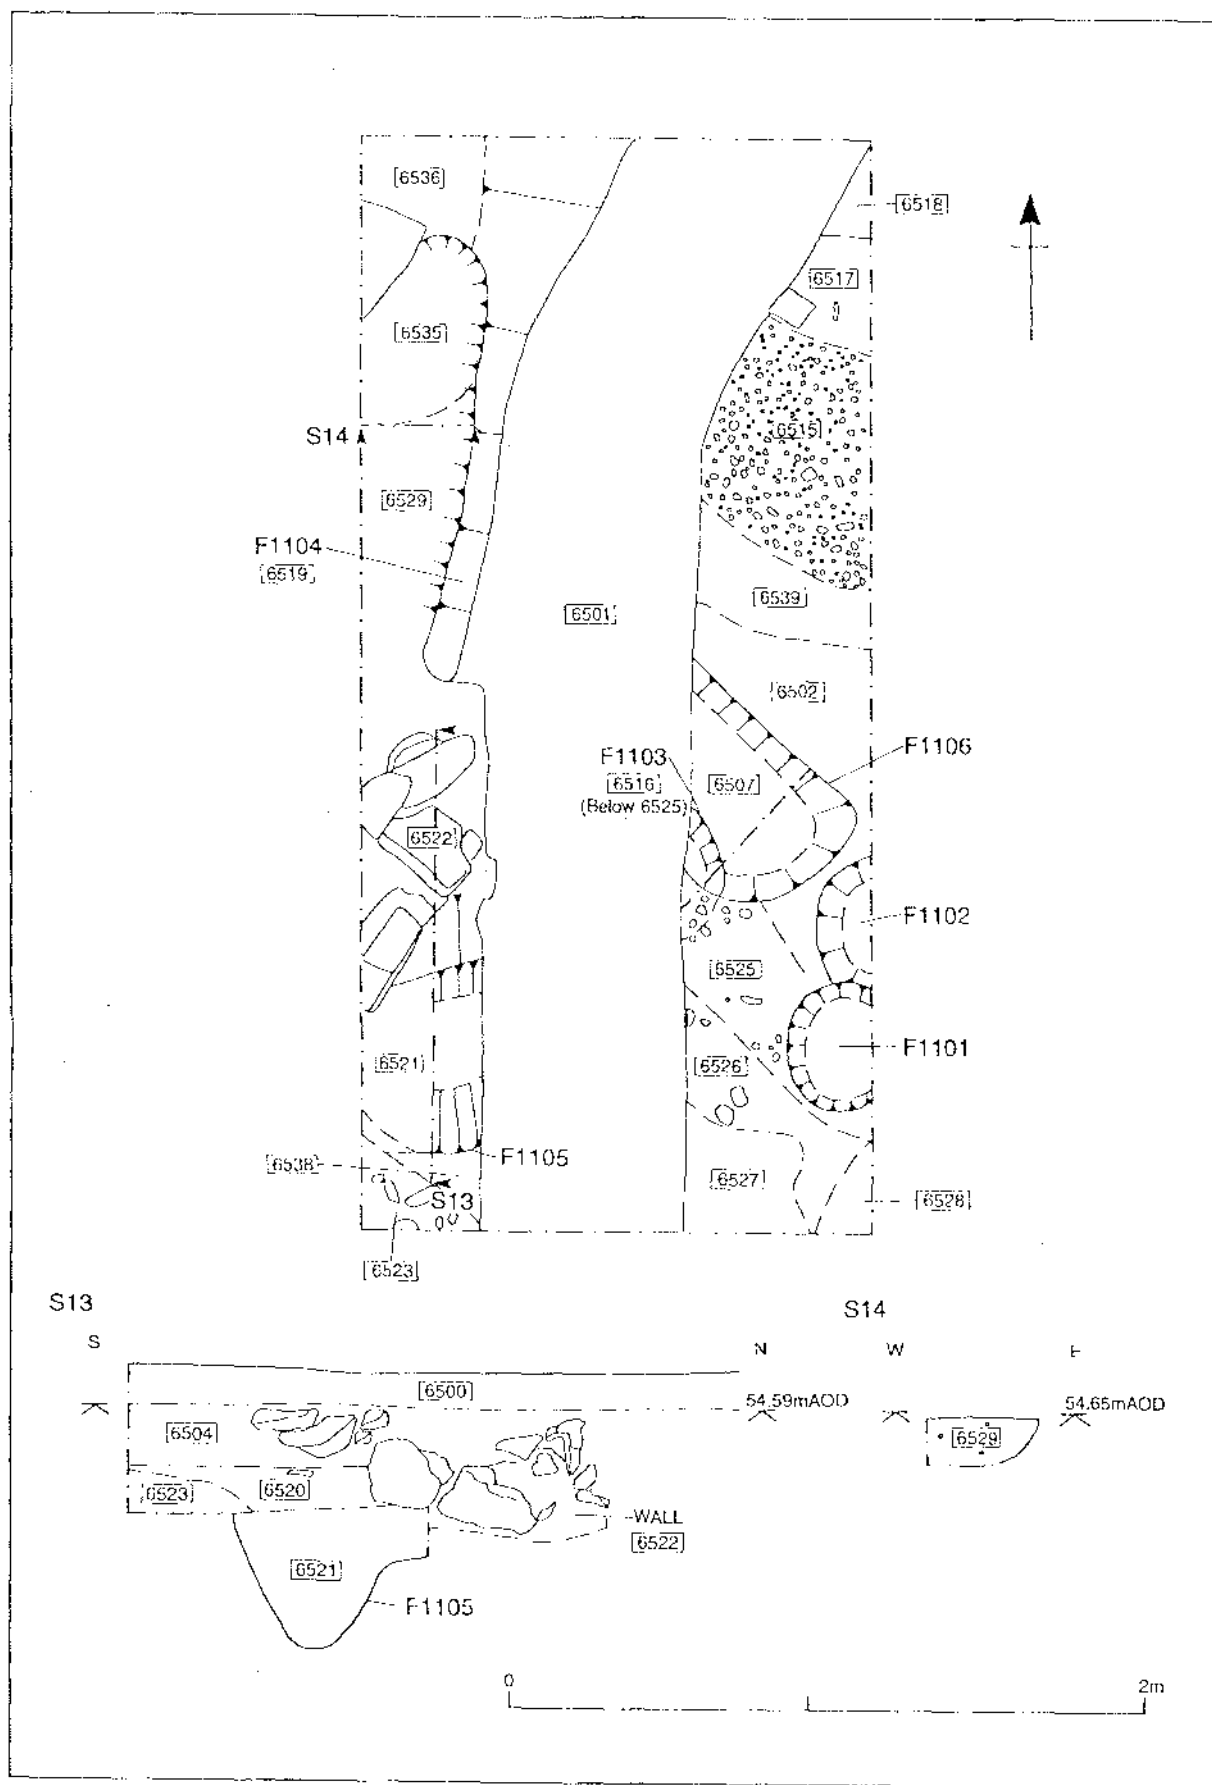 [6536]
[6518]
[6517]
[6535]
[6515]
S14
[6529]
F1104
[6519]
[6539]
[6501]
[6502]
F1106
F1103
[6516]
(Below 6525)
[6507]
[6522]
F1102
[6525]
F1101
[6521]
[6526]
F1105
[6538]
[6527]
[6528]
S13
[6523]
S13
S14
S
N
W
E
[6500]
54.59mAOD
54.65mAOD
[6504]
[6529]
[6523]
[6520]
WALL
[6522]
[6521]
F1105
0
2m